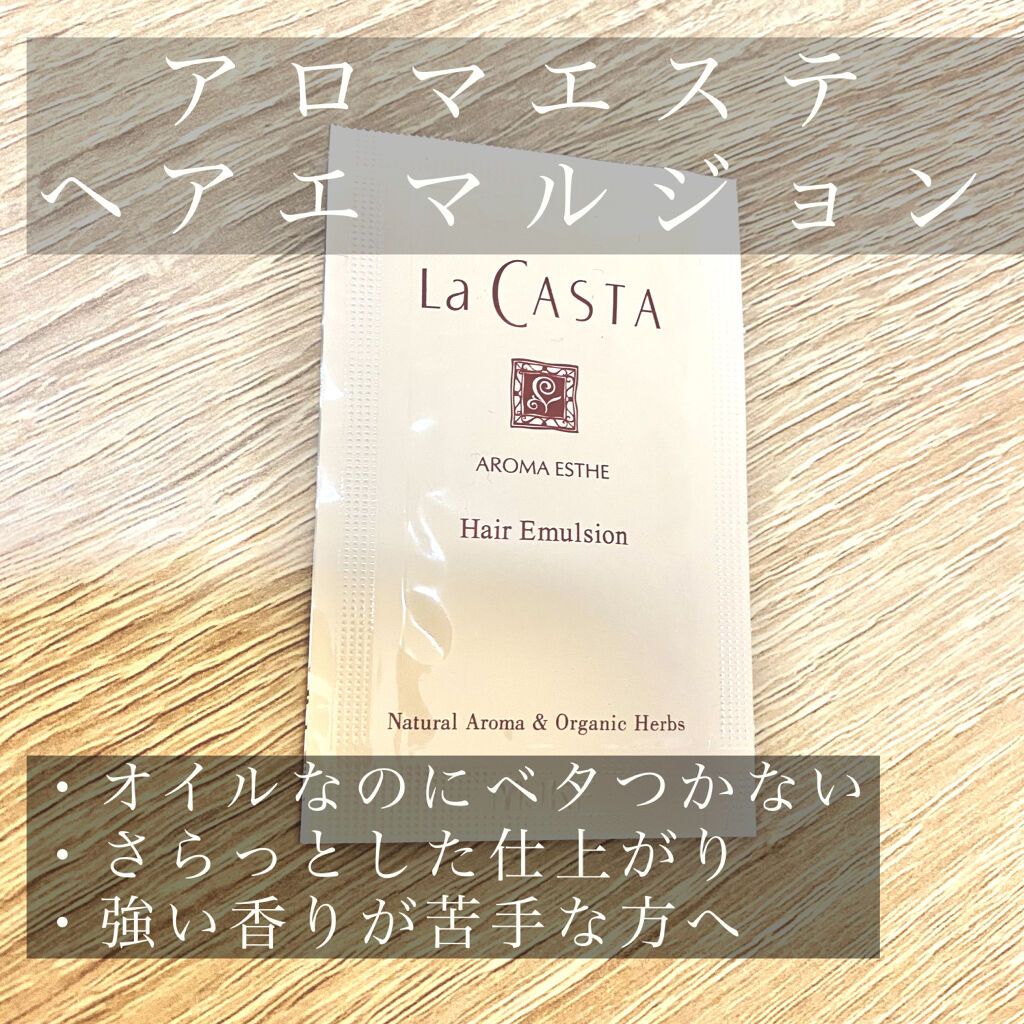 アロマエステ
ヘアエマルジョン
La CASTA
AROMA ESTHE
Hair Emulsion
Natural Aroma & Organic Herbs
・オイルなのにベタつかない
・さらっとした仕上がり
・強い香りが苦手な方へ